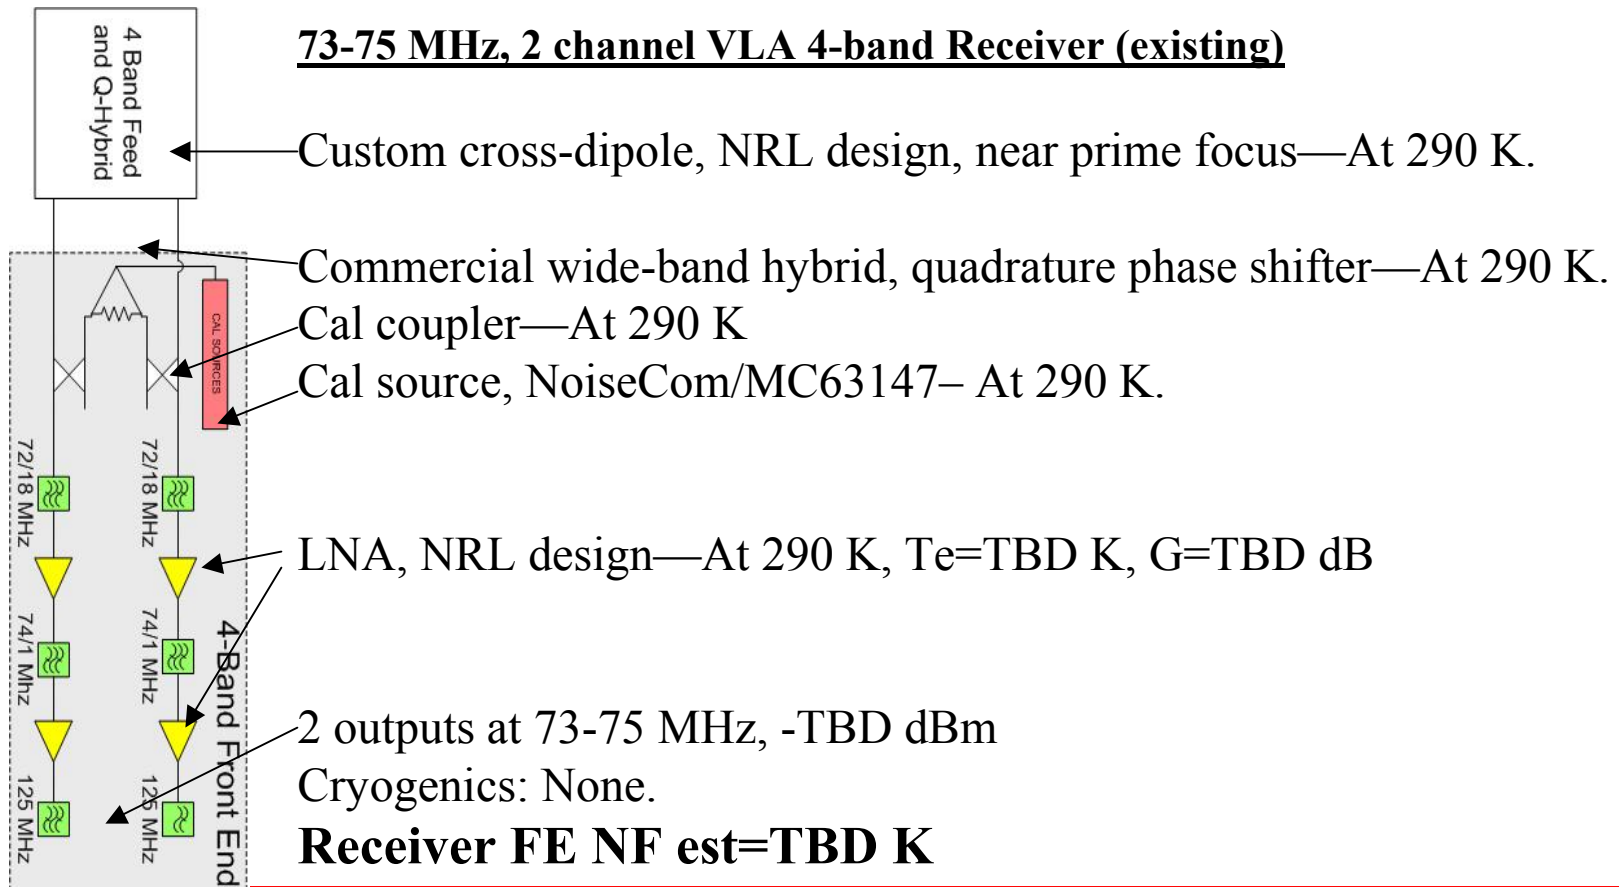 4 Band Feed
and Q-Hybrid
73-75 MHz, 2 channel VLA 4-band Receiver (existing)
Custom cross-dipole, NRL design, near prime focus—At 290 K.
Commercial wide-band hybrid, quadrature phase shifter—At 290 K.
Cal coupler—At 290 K
Cal source, NoiseCom/MC63147– At 290 K.
CAL SOURCES
72/18 MHz
72/18 MHz
LNA, NRL design—At 290 K, Te=TBD K, G=TBD dB
74/1 Mhz
74/1 MHz
4-Band Front End
2 outputs at 73-75 MHz, -TBD dBm
Cryogenics: None.
125 MHz
125 MHz
Receiver FE NF est=TBD K